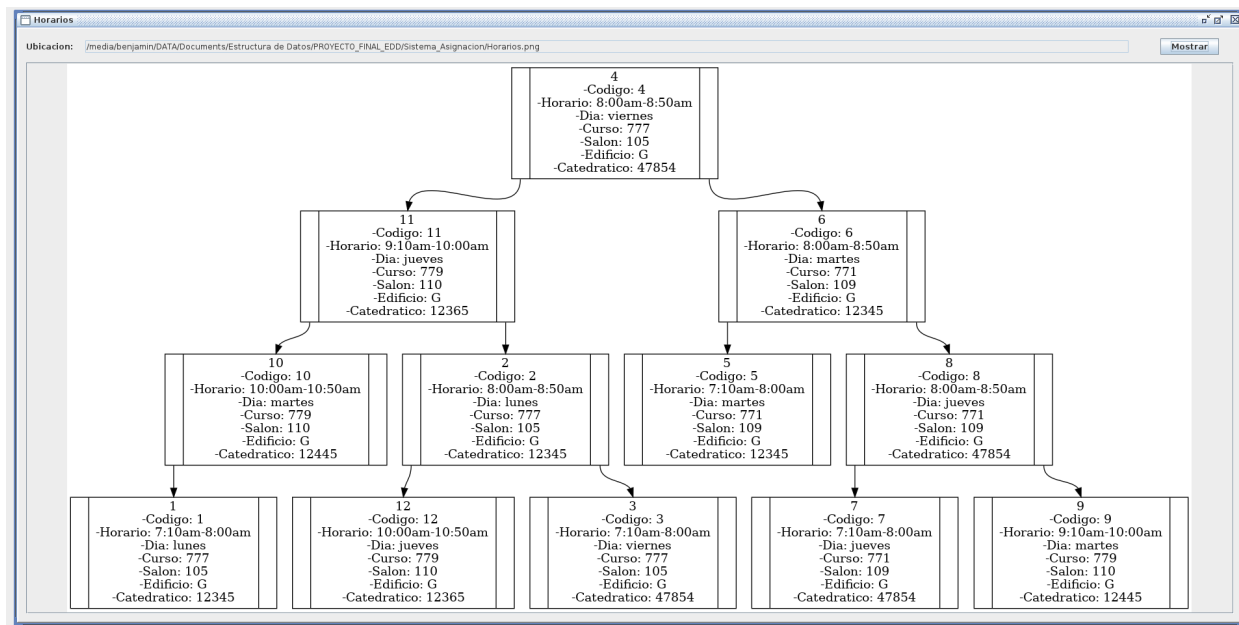 Horarios
Ubicacion: /media/benjamin/DATA/Documents/Estructura de Datos/PROYECTO_FINAL_EDD/Sistema_Asignacion/Horarios.png Mostrar
4
-Codigo: 4
-Horario: 8:00am-8:50am
-Dia: viernes
-Curso: 777
-Salon: 105
-Edificio: G
-Catedratico: 47854
11
-Codigo: 11
-Horario: 9:10am-10:00am
-Dia: jueves
-Curso: 779
-Salon: 110
-Edificio: G
-Catedratico: 12365
6
-Codigo: 6
-Horario: 8:00am-8:50am
-Dia: martes
-Curso: 771
-Salon: 109
-Edificio: G
-Catedratico: 12345
10
-Codigo: 10
-Horario: 10:00am-10:50am
-Dia: martes
-Curso: 779
-Salon: 110
-Edificio: G
-Catedratico: 12445
2
-Codigo: 2
-Horario: 8:00am-8:50am
-Dia: lunes
-Curso: 777
-Salon: 105
-Edificio: G
-Catedratico: 12345
5
-Codigo: 5
-Horario: 7:10am-8:00am
-Dia: martes
-Curso: 771
-Salon: 109
-Edificio: G
-Catedratico: 12345
8
-Codigo: 8
-Horario: 8:00am-8:50am
-Dia: jueves
-Curso: 771
-Salon: 109
-Edificio: G
-Catedratico: 47854
1
-Codigo: 1
-Horario: 7:10am-8:00am
-Dia: lunes
-Curso: 777
-Salon: 105
-Edificio: G
-Catedratico: 12345
12
-Codigo: 12
-Horario: 10:00am-10:50am
-Dia: jueves
-Curso: 779
-Salon: 110
-Edificio: G
-Catedratico: 12365
3
-Codigo: 3
-Horario: 7:10am-8:00am
-Dia: viernes
-Curso: 777
-Salon: 105
-Edificio: G
-Catedratico: 47854
7
-Codigo: 7
-Horario: 7:10am-8:00am
-Dia: jueves
-Curso: 771
-Salon: 109
-Edificio: G
-Catedratico: 47854
9
-Codigo: 9
-Horario: 9:10am-10:00am
-Dia: martes
-Curso: 779
-Salon: 110
-Edificio: G
-Catedratico: 12445